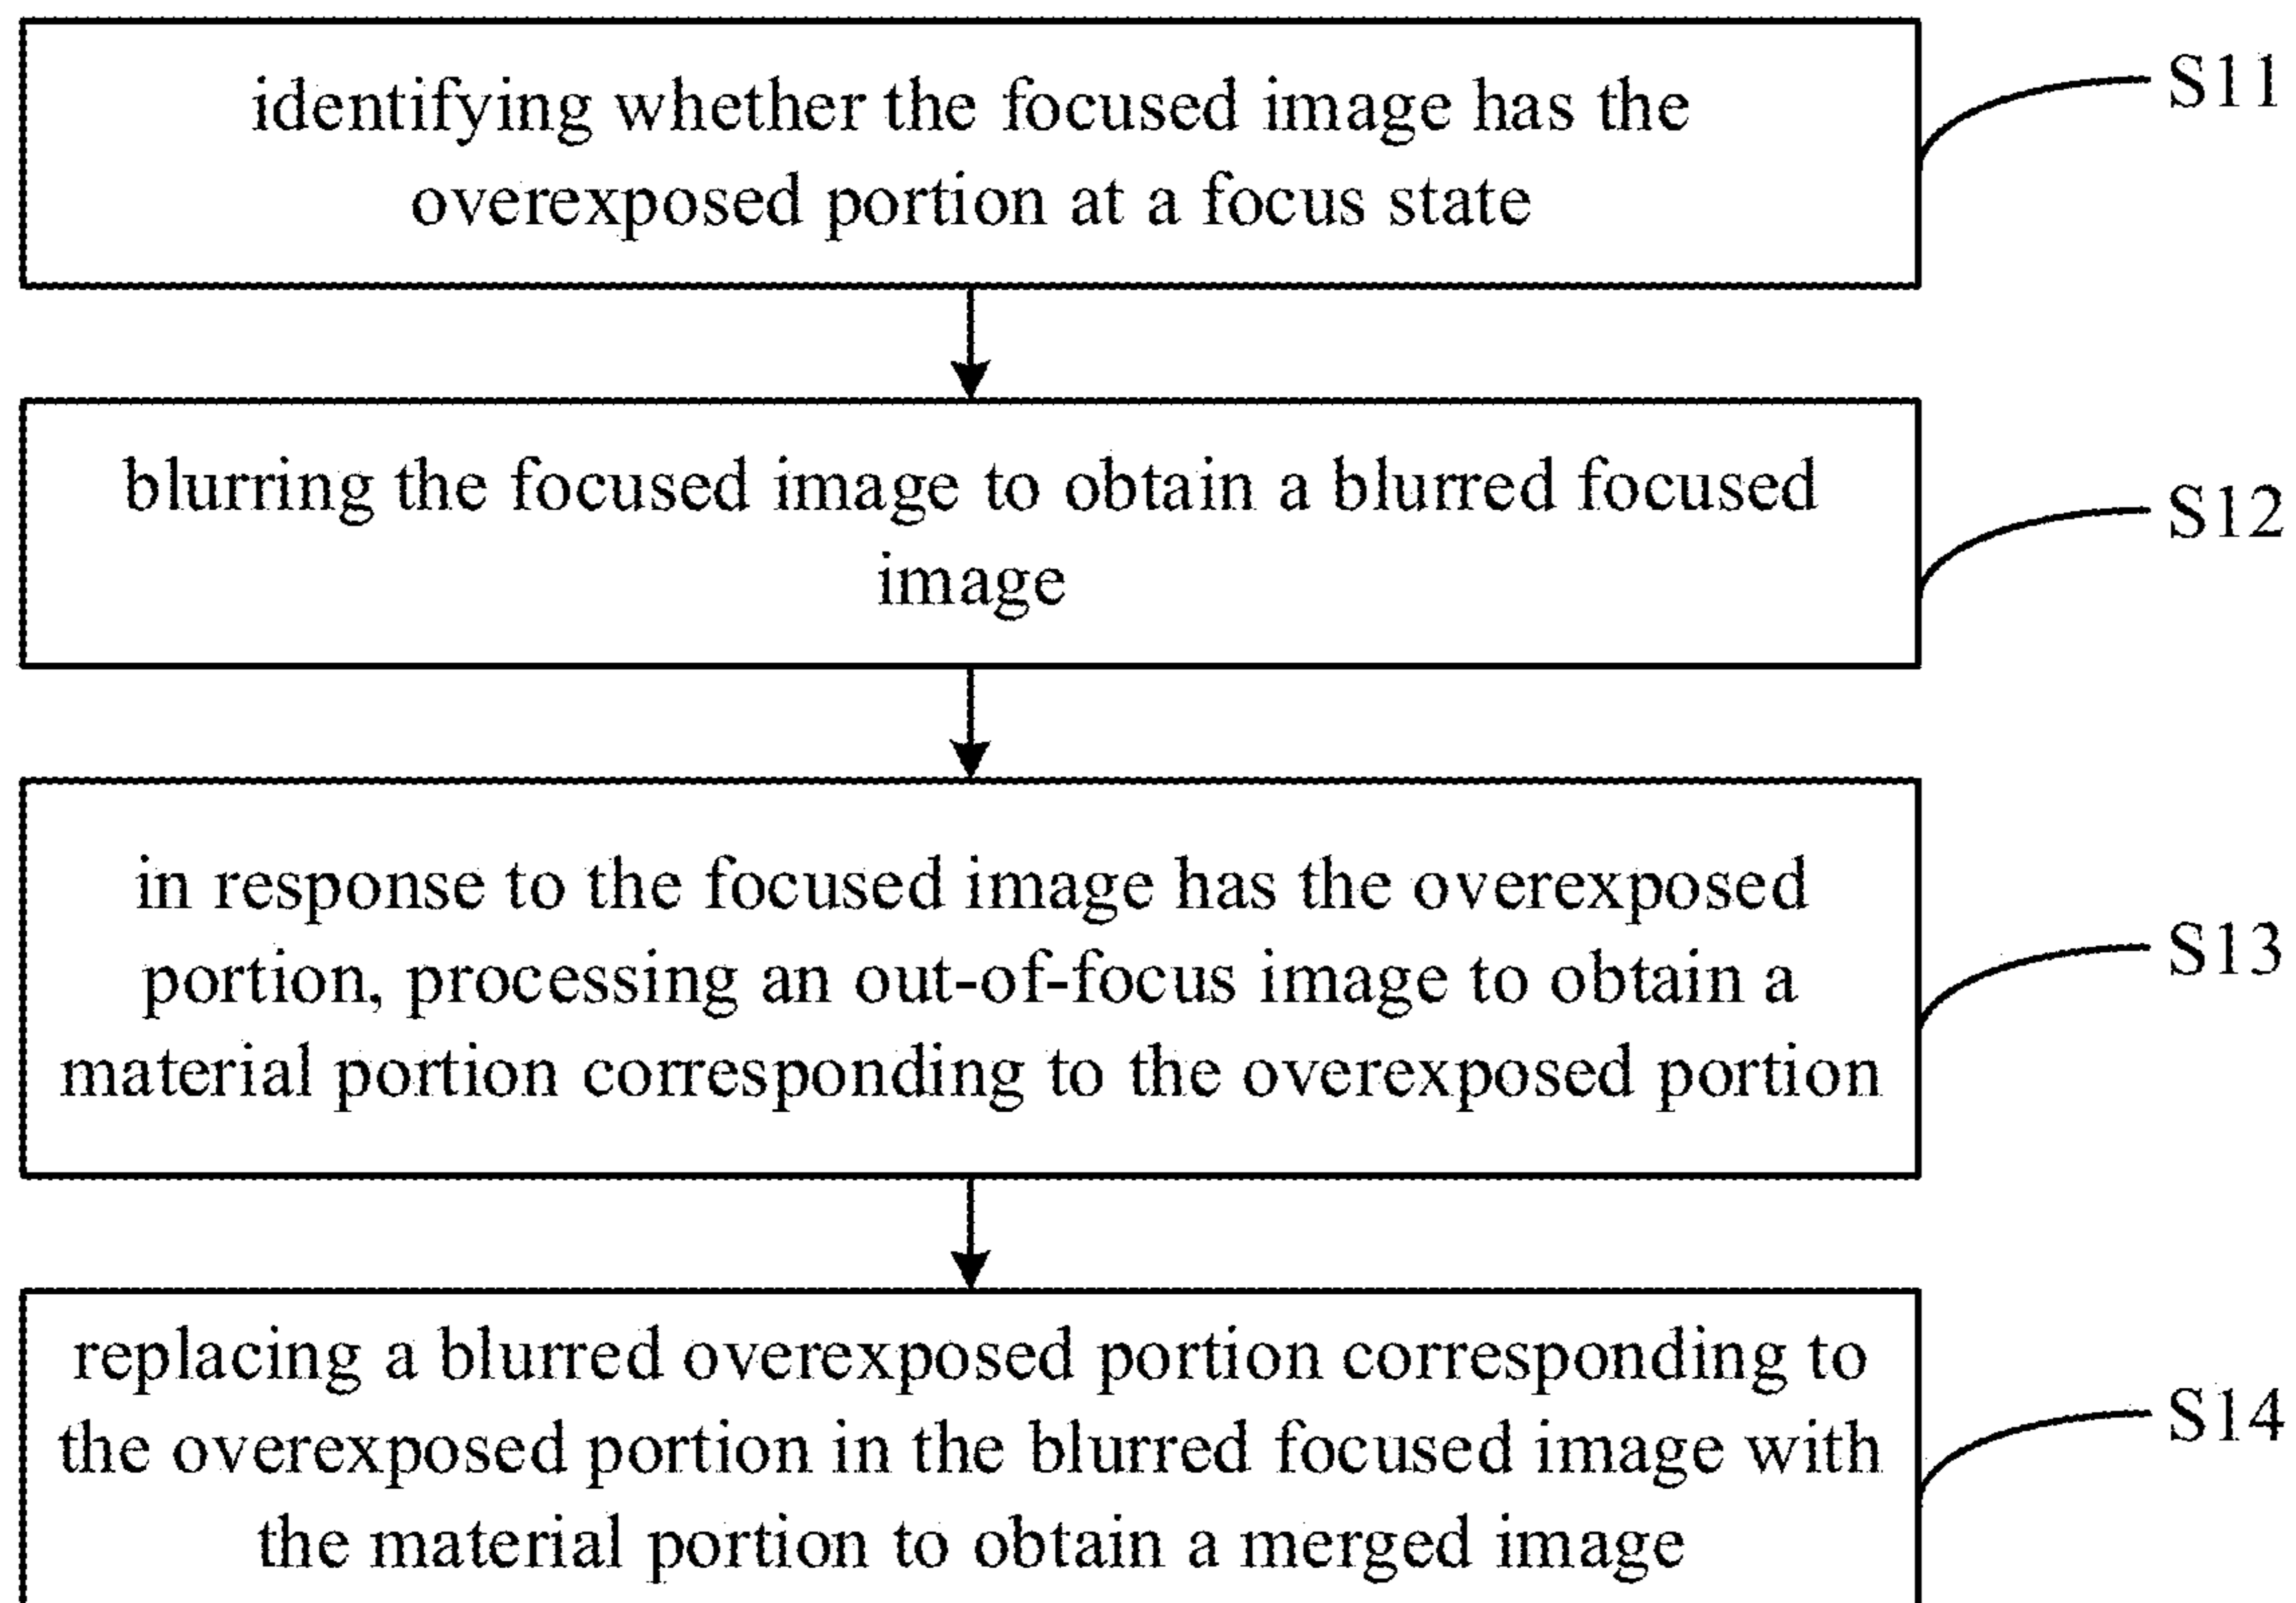 identifying whether the focused image has the
overexposed portion at a focus state
S11
blurring the focused image to obtain a blurred focused
image
S12
in response to the focused image has the overexposed
portion, processing an out-of-focus image to obtain a
material portion corresponding to the overexposed portion
S13
replacing a blurred overexposed portion corresponding to
the overexposed portion in the blurred focused image with
the material portion to obtain a merged image
S14